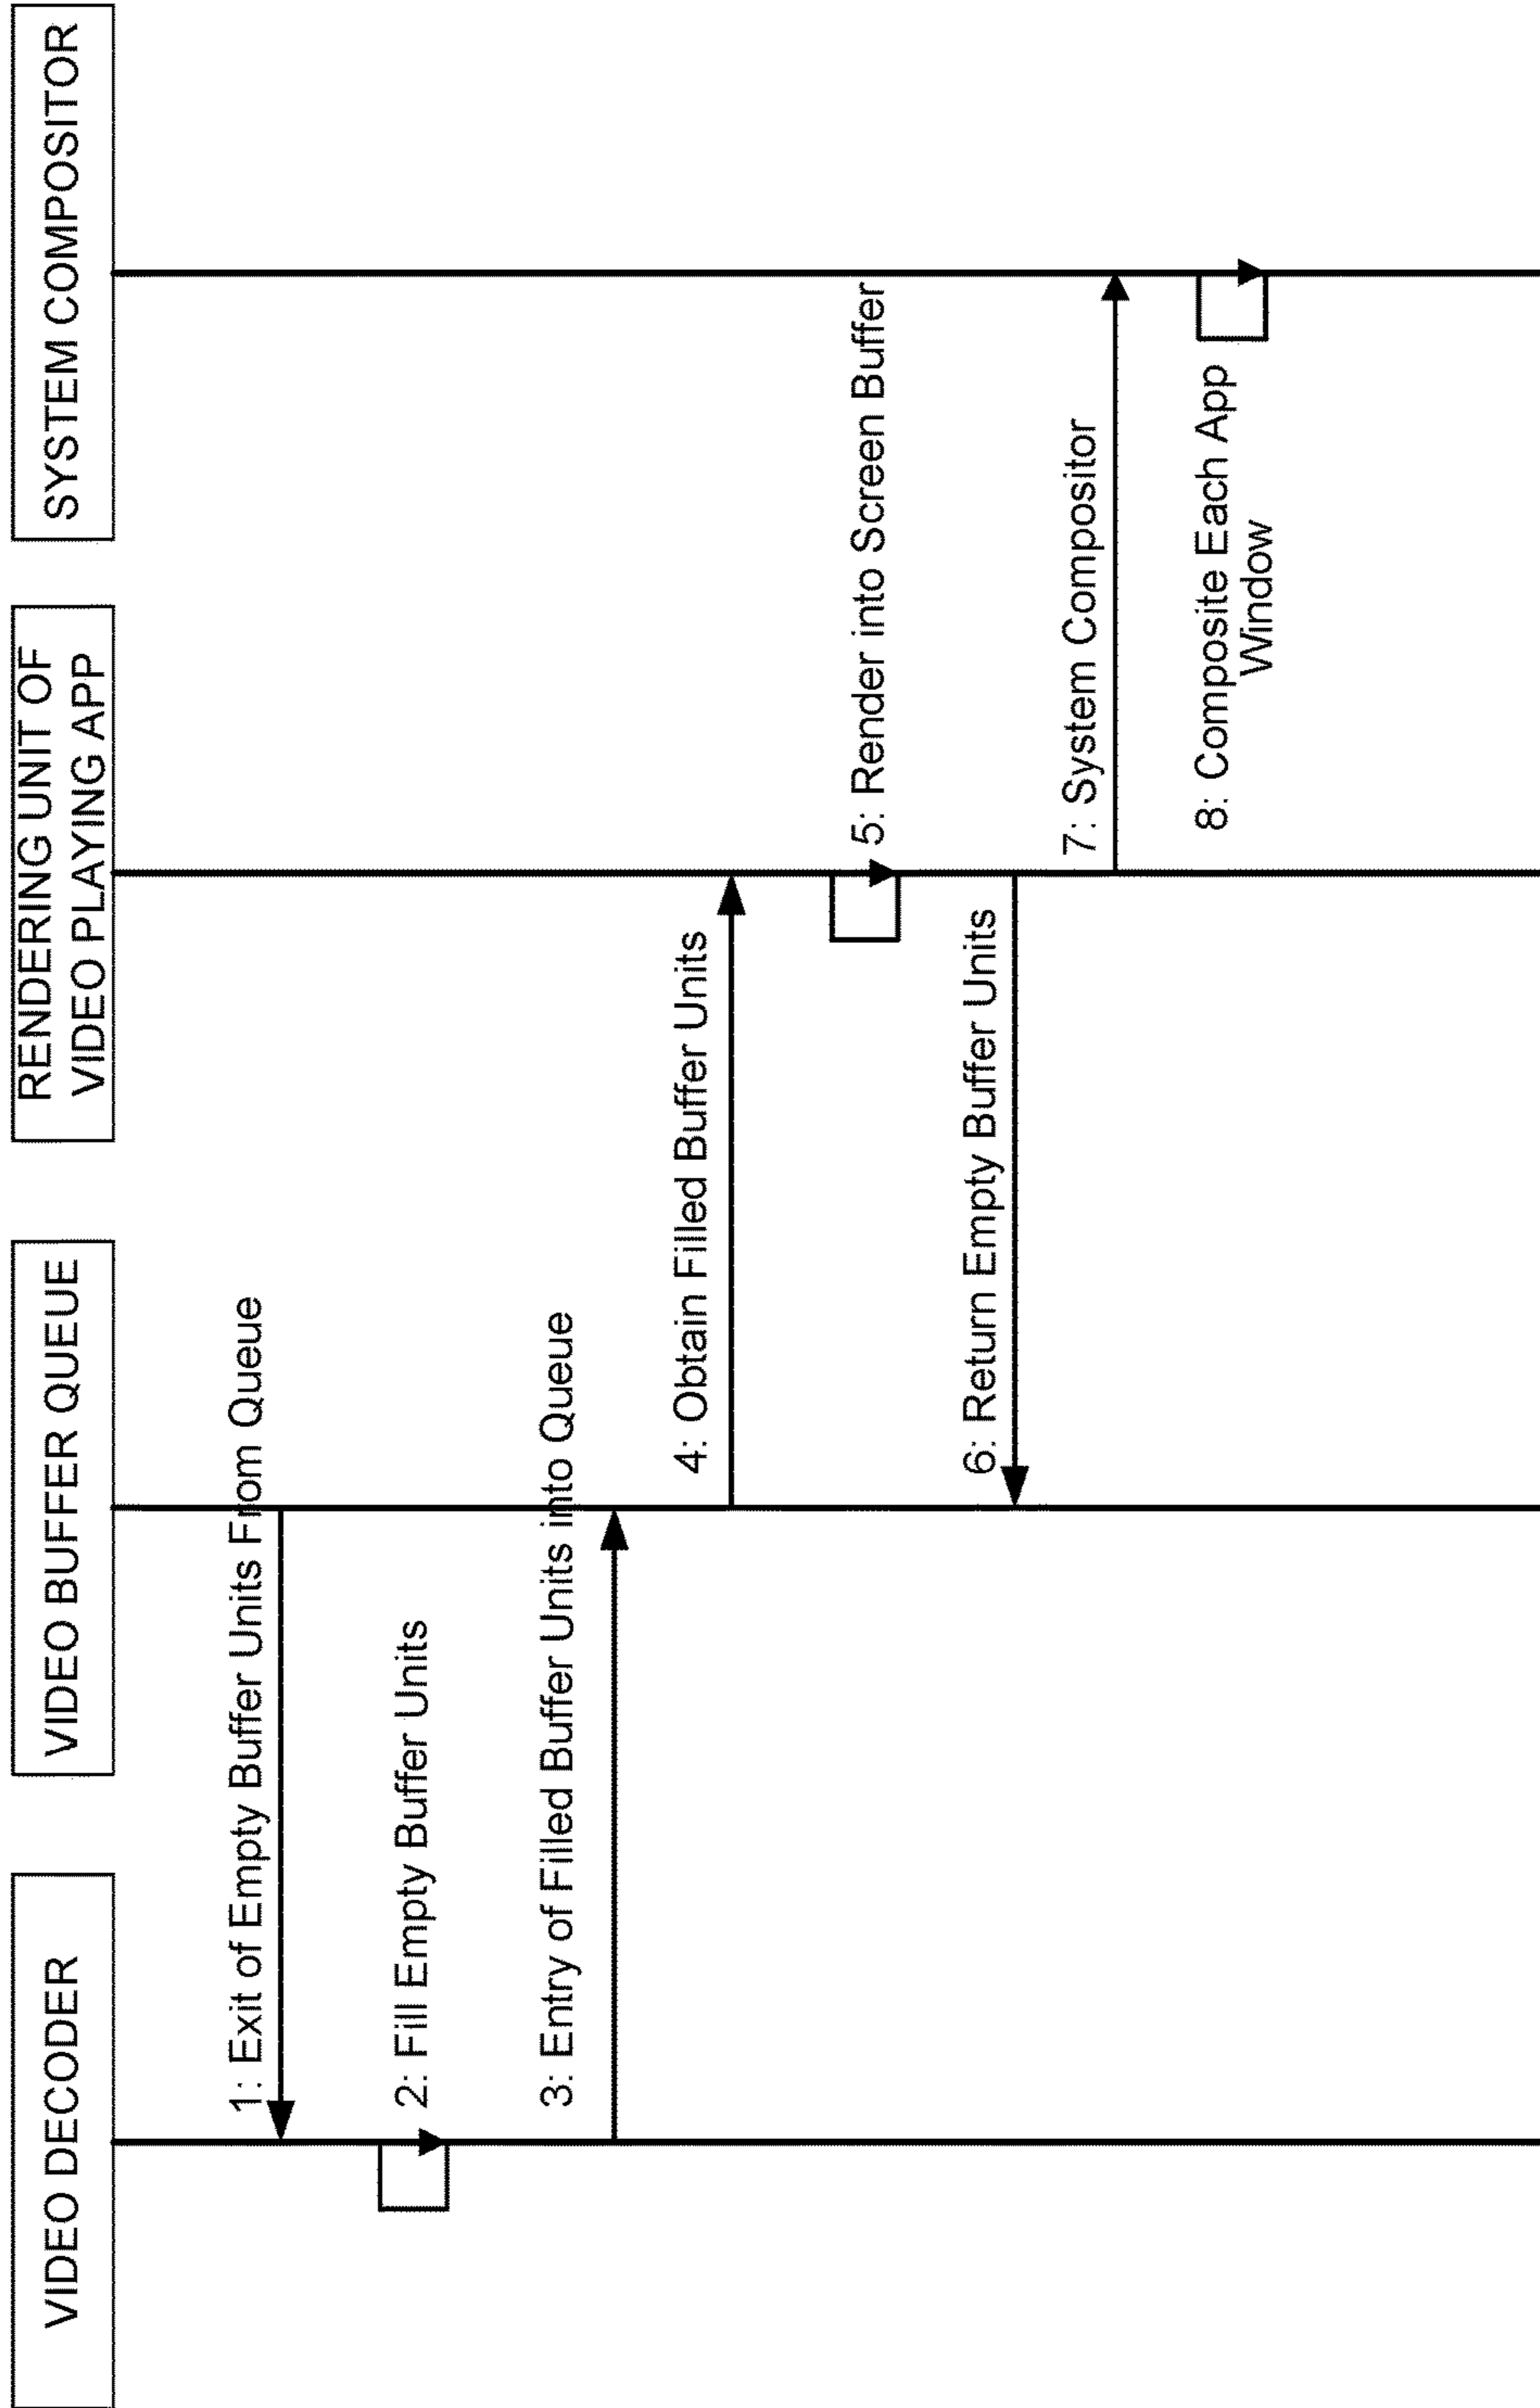 VIDEO DECODER
VIDEO BUFFER QUEUE
RENDERING UNIT OF
VIDEO PLAYING APP
SYSTEM COMPOSITOR
1: Exit of Empty Buffer Units From Queue
2: Fill Empty Buffer Units
3: Entry of Filled Buffer Units into Queue
4: Obtain Filled Buffer Units
5: Render into Screen Buffer
6: Return Empty Buffer Units
7: System Compositor
8: Composite Each App
Window